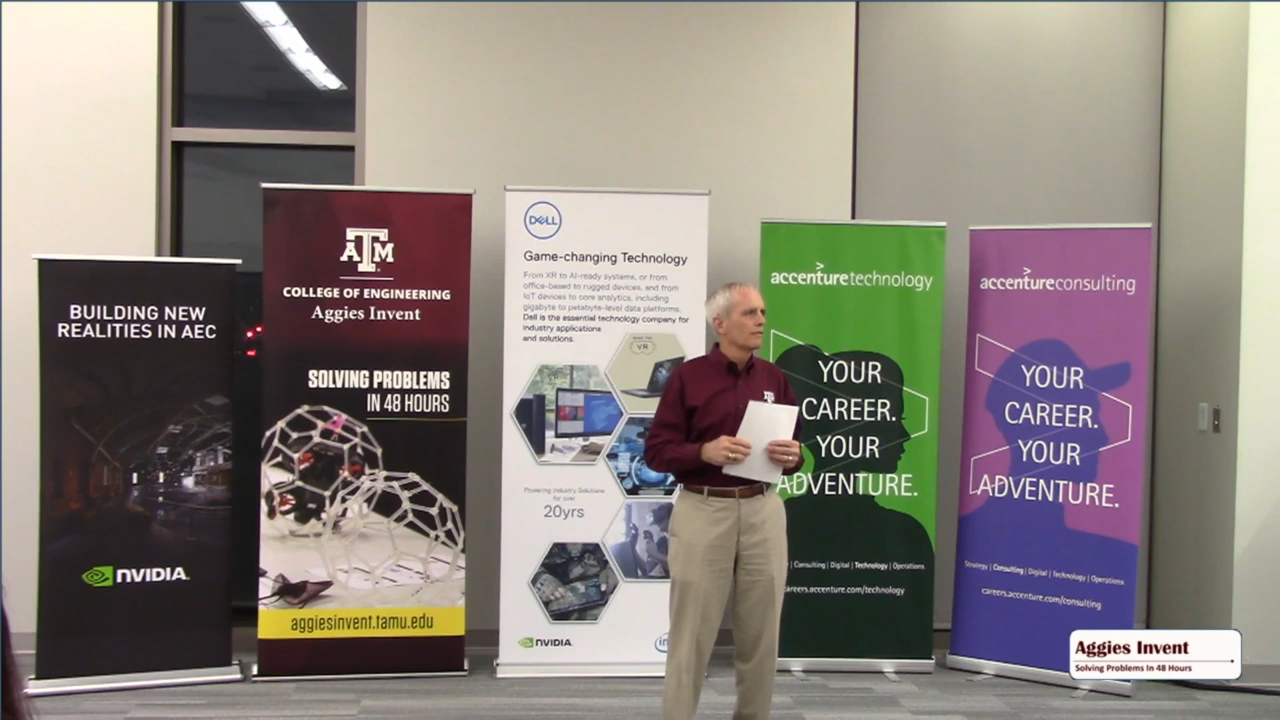 BUILDING NEW
REALITIES IN AEC
NVIDIA.
ATM
COLLEGE OF ENGINEERING
Aggies Invent
SOLVING PROBLEMS
IN 48 HOURS
aggiesinvent.tamu.edu
DELL
Game-changing Technology
From XR to AI-ready systems, or from
office-based to rugged devices, and from
IoT devices to core analytics, including
gigabyte to petabyte-level data platforms,
Dell is the essential technology company for
industry applications
and solutions.
VR
Powering Industry Solutions
for over
20yrs
NVIDIA.
ATM
accenturetechnology
YOUR
CAREER.
YOUR
ADVENTURE.
| Consulting | Digital | Technology | Operations
careers.accenture.com/technology
accentureconsulting
YOUR
CAREER.
YOUR
ADVENTURE.
Strategy | Consulting | Digital | Technology | Operations
careers.accenture.com/consulting
Aggies Invent
Solving Problems In 48 Hours